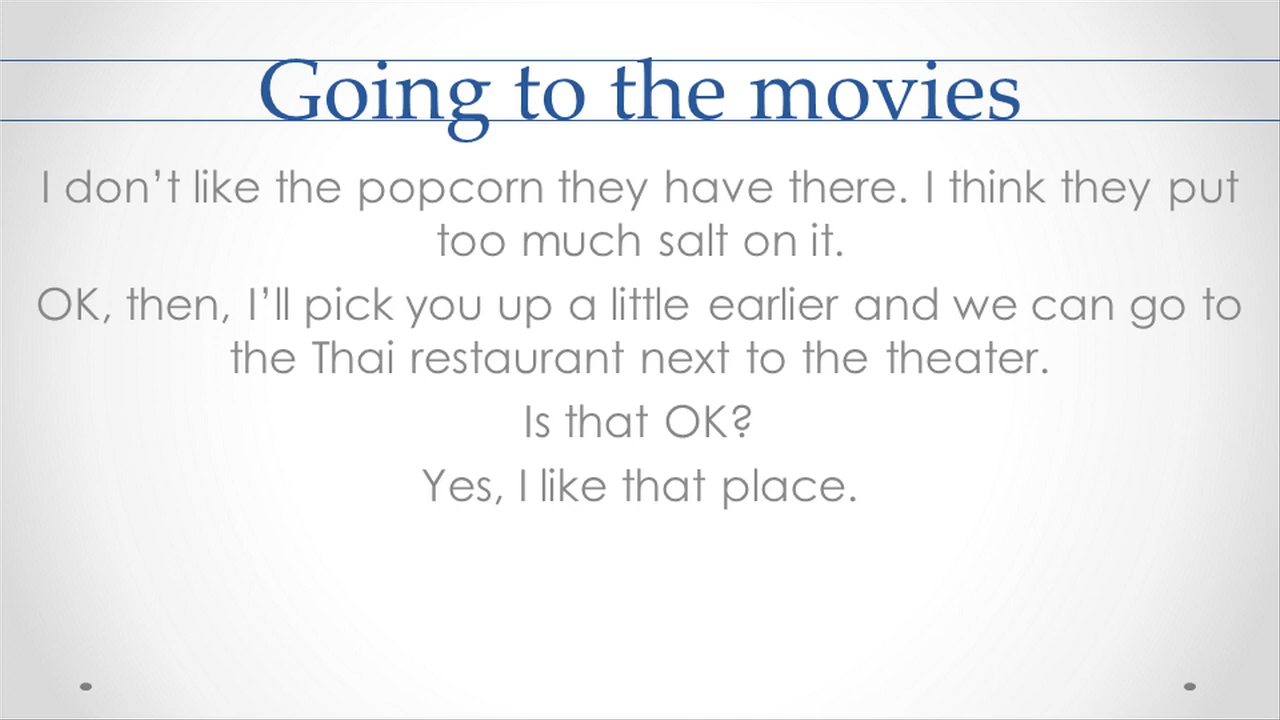 Going to the movies
I don’t like the popcorn they have there. I think they put
too much salt on it.
OK, then, I’ll pick you up a little earlier and we can go to
the Thai restaurant next to the theater.
Is that OK?
Yes, I like that place.